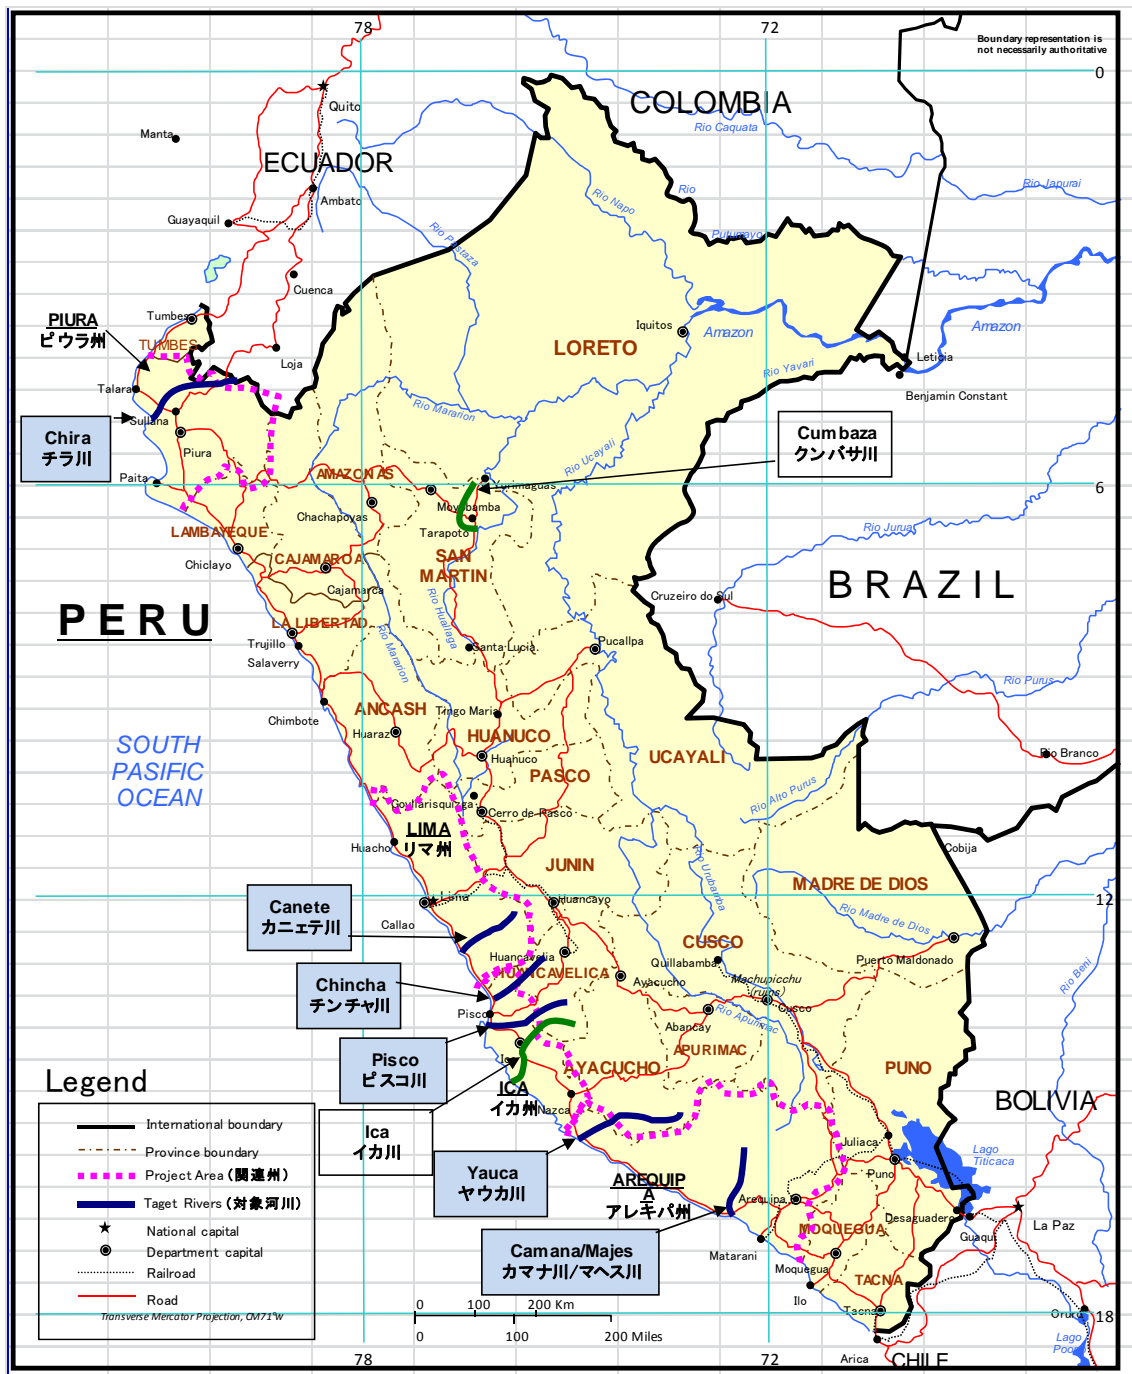 78
72
Boundary representation is
not necessarily authoritative
0
COLOMBIA
Quito
Rio Caquata
Manta
ECUADOR
Rio Japurai
Rio
Ambato
Rio Napo
Guayaquil
Putumayo
Rio Pastaza
Cuenca
PIURA
ピウラ州
Tumbes
TUMBES
Iquitos
Amazon
Amazon
LORETO
Loja
Leticia
Rio Yavari
Talara
Benjamin Constant
Rio Mararion
Sullana
Chira
チラ川
Cumbaza
クンバサ川
Piura
Rio Ucayali
AMAZONAS
Paita
Yurimaguas
6
Chachapoyas
Moyobamba
Rio Jurua
LAMBAYEQUE
Tarapoto
Chiclayo
CAJAMAROA
SAN
MARTIN
BRAZIL
Cajamarca
Cruzeiro do Sul
PERU
Rio Huallaga
LA LIBERTAD
Trujillo
Rio Mararion
Santa Lucia
Pucallpa
Salaverry
Rio Purus
ANCASH
Tingo Maria
Chimbote
Huaraz
HUANUCO
SOUTH
PASIFIC
OCEAN
Huahuco
UCAYALI
Rio Branco
PASCO
Rio Alto Purus
Goyllarisquizga
Cerro de Pasco
LIMA
リマ州
Huacho
Cobija
JUNIN
Rio Urubamba
MADRE DE DIOS
Canete
カニェテ川
Lima
Huancayo
12
Callao
Rio Madre de Dios
CUSCO
Huancavelia
Quillabamba
Puerto Maldonado
Rio Beni
HUANCAVELICA
Chincha
チンチャ川
Ayacucho
Machupicchu
(ruins)
Pisco
Cusco
Rio Apurimac
Abancay
Pisco
ピスコ川
Ica
APURIMAC
AYACUCHO
PUNO
Legend
ICA
イカ州
Nazca
BOLIVIA
International boundary
Ica
イカ川
Juliaca
Province boundary
Lago
Titicaca
Project Area (関連州)
Yauca
ヤウカ川
Puno
AREQUIP
A
アレキパ州
Arequipa
Taget Rivers (対象河川)
Desaguadero
National capital
MOQUEGUA
La Paz
Guaqui
Department capital
Camana/Majes
カマナ川/マヘス川
Matarani
Railroad
Moquegua
TACNA
Road
Ilo
Transverse Mercator Projection, CM71°W
0 100 200 Km
Tacna
Oruro
18
0 100 200 Miles
Lago
Poopo
78
72
Arica
CHILE